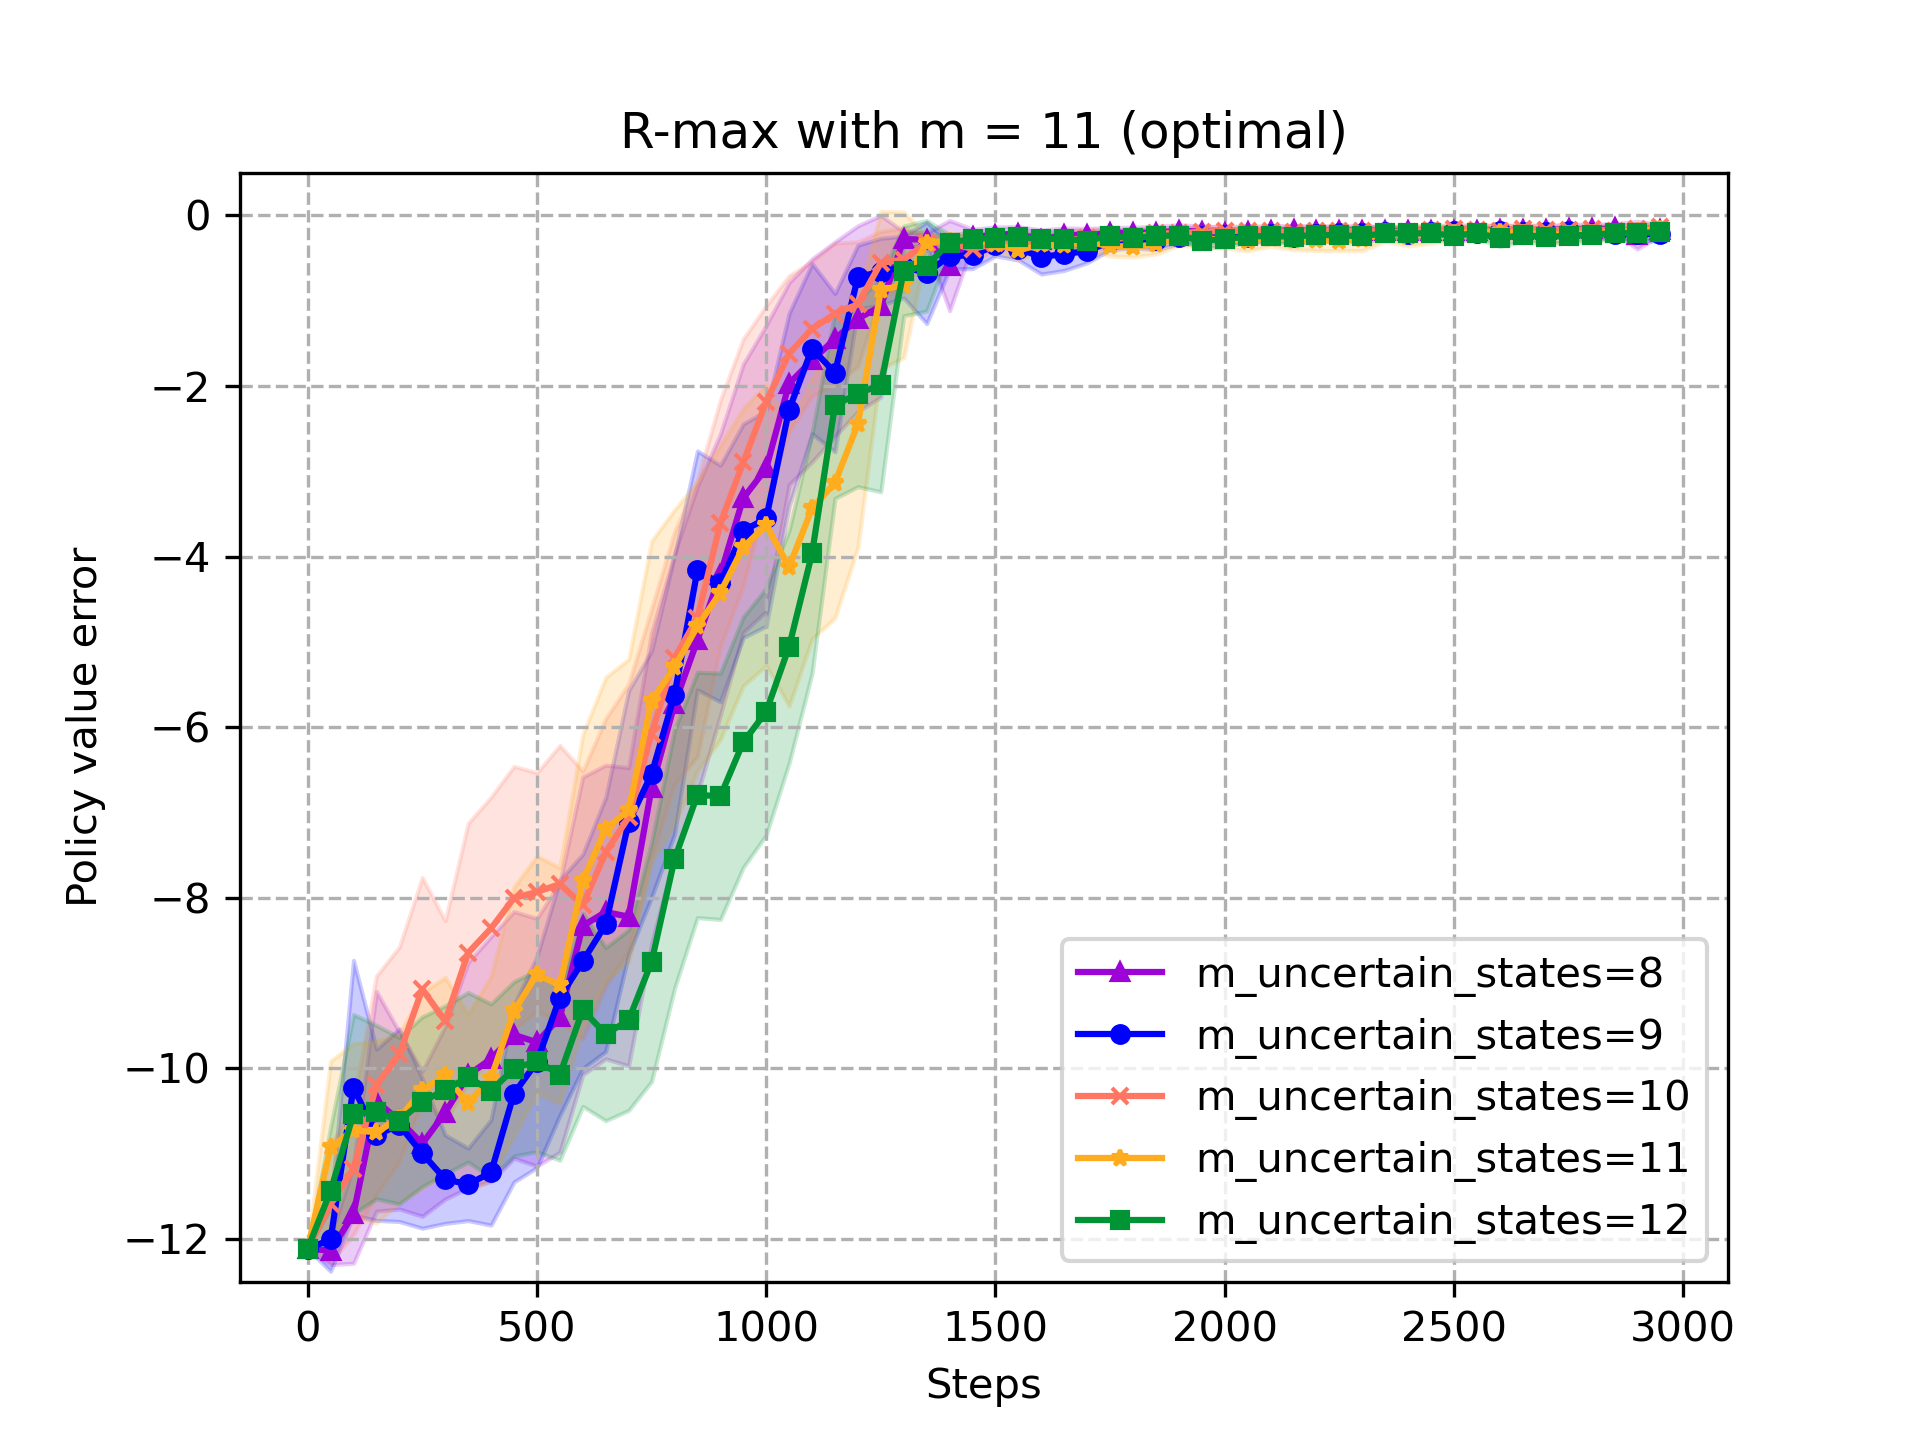 R-max with m = 11 (optimal)
0
−2
−4
−6
−8
−10
−12
Policy value error
m_uncertain_states=8
m_uncertain_states=9
m_uncertain_states=10
m_uncertain_states=11
m_uncertain_states=12
0 500 1000 1500 2000 2500 3000
Steps